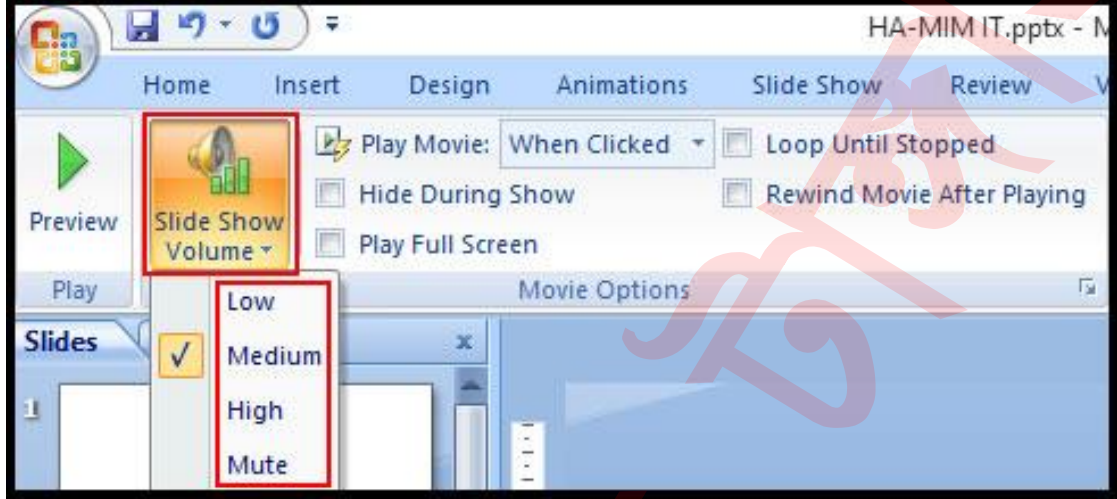 HA-MIM IT.pptx - M
Home Insert Design Animations Slide Show Review V
Preview
Slide Show
Volume
Play Movie: When Clicked
Hide During Show
Play Full Screen
Loop Until Stopped
Rewind Movie After Playing
Play Movie Options
Low
Medium
High
Mute
Slides
1